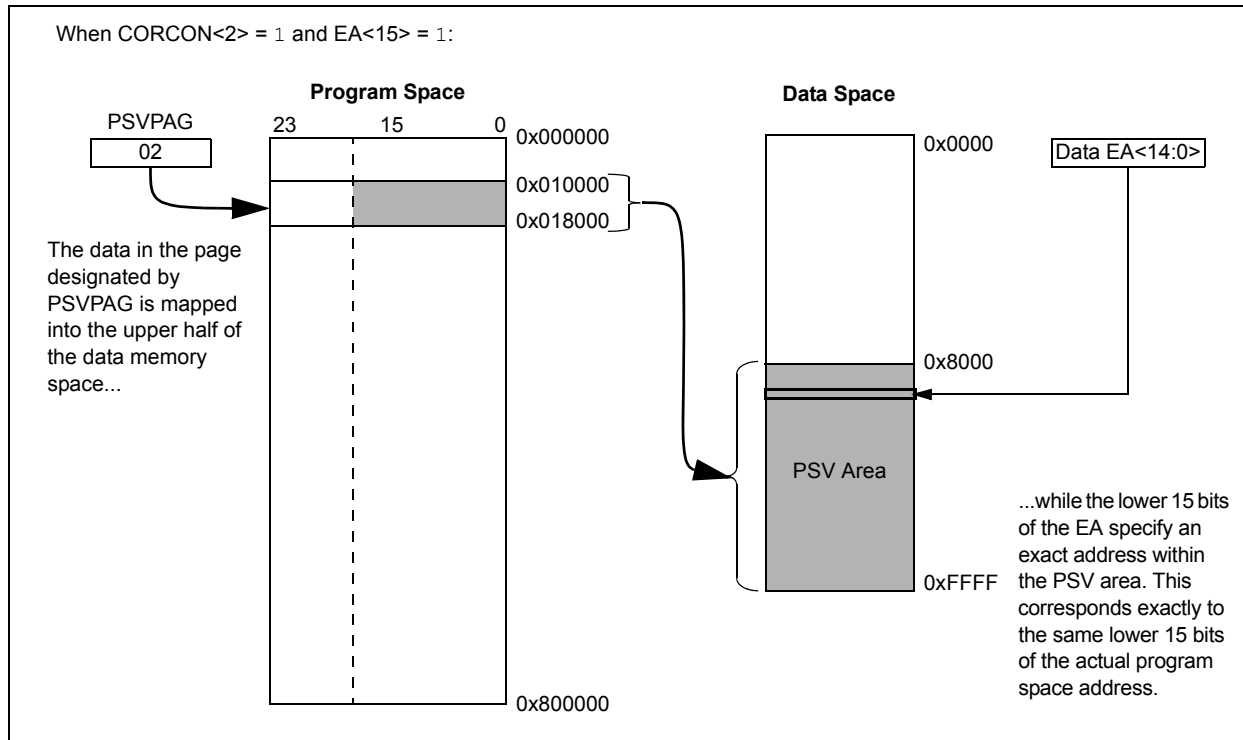 When CORCON<2> = 1 and EA<15> = 1:
Program Space
Data Space
PSVPAG
02
23 15 0
0x000000
0x010000
0x018000
0x800000
The data in the page
designated by
PSVPAG is mapped
into the upper half of
the data memory
space...
0x0000
0x8000
0xFFFF
PSV Area
Data EA<14:0>
...while the lower 15 bits
of the EA specify an
exact address within
the PSV area. This
corresponds exactly to
the same lower 15 bits
of the actual program
space address.